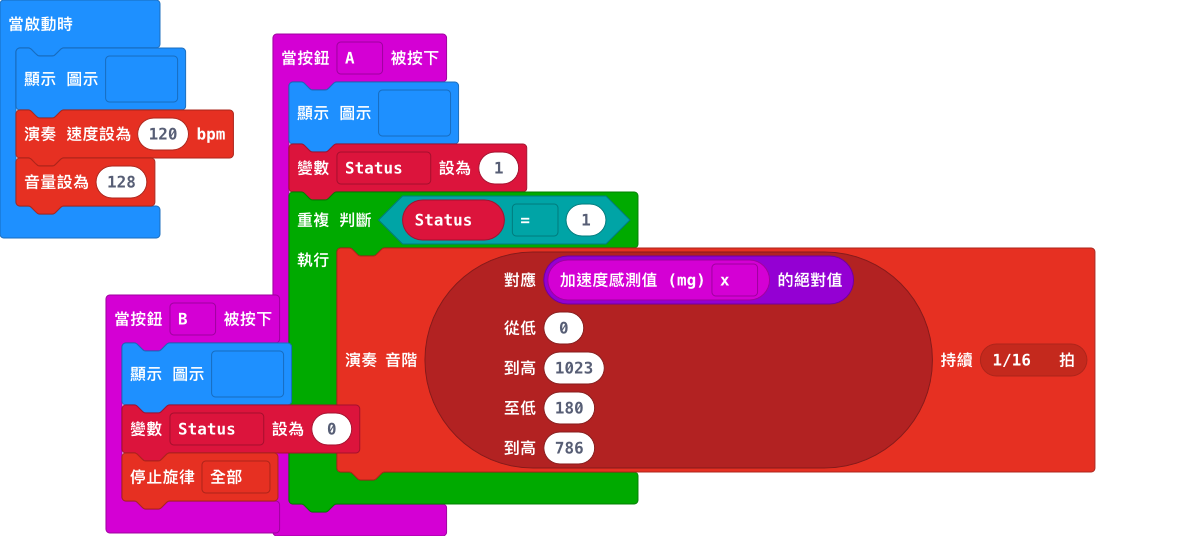 當啟動時
顯示 圖示
演奏 速度設為 120 bpm
音量設為 128
當按鈕 A 被按下
顯示 圖示
變數 Status 設為 1
重複 判斷 Status = 1
執行
演奏 音階
對應 加速度感測值 (mg) x 的絕對值
從低 0
到高 1023
至低 180
到高 786
持續 1/16 拍
當按鈕 B 被按下
顯示 圖示
變數 Status 設為 0
停止旋律 全部